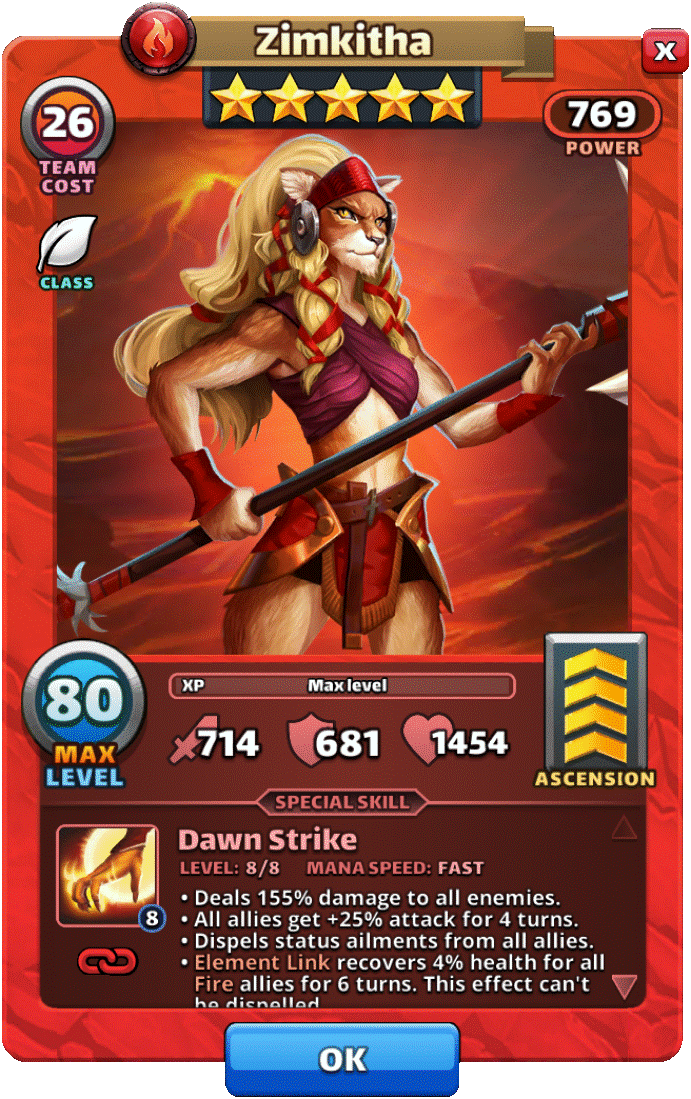 Zimkitha
X
26
TEAM
COST
769
POWER
CLASS
80
MAX
LEVEL
XP Max level
714 681 1454
ASCENSION
SPECIAL SKILL
Dawn Strike
LEVEL: 8/8 MANA SPEED: FAST
8
• Deals 155% damage to all enemies.
• All allies get +25% attack for 4 turns.
• Dispels status ailments from all allies.
• Element Link recovers 4% health for all
Fire allies for 6 turns. This effect can't
be dispelled
OK